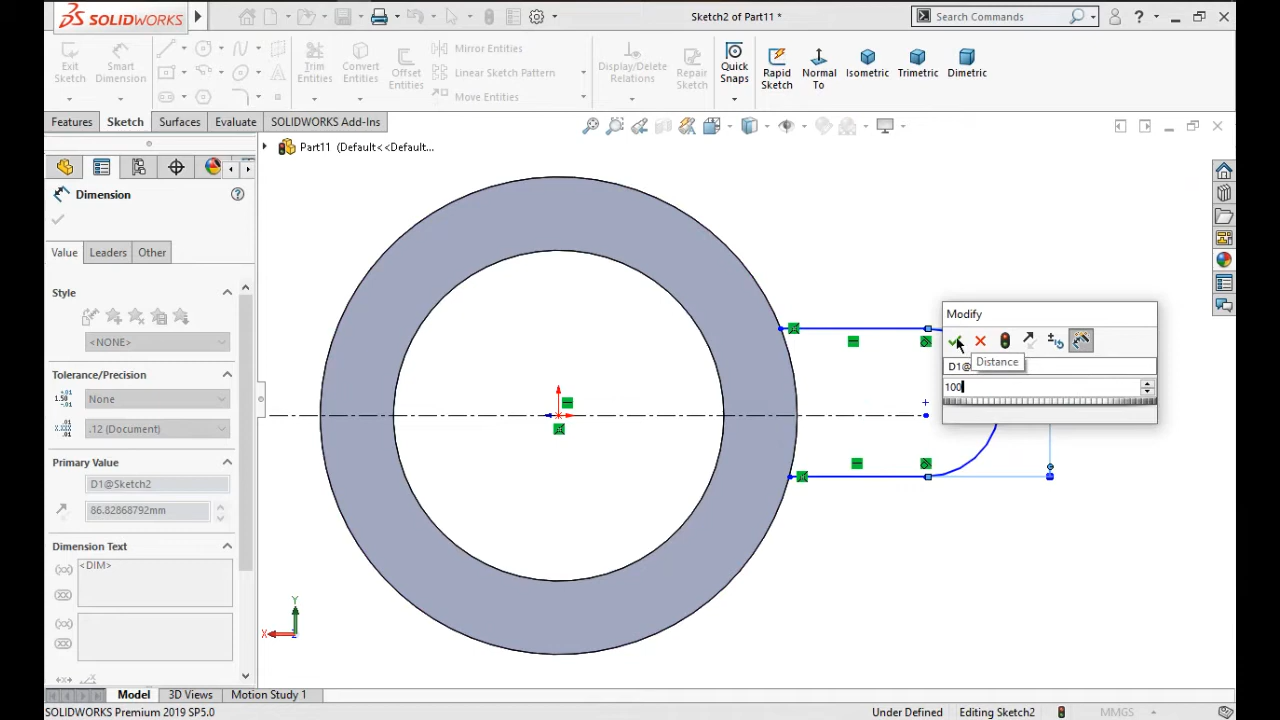 SOLIDWORKS
Sketch2 of Part11 *
Search Commands
Exit Sketch
Smart Dimension
Trim Entities
Convert Entities
Offset Entities
Mirror Entities
Linear Sketch Pattern
Move Entities
Display/Delete Relations
Repair Sketch
Quick Snaps
Rapid Sketch
Normal To
Isometric
Trimetric
Dimetric
Features
Sketch
Surfaces
Evaluate
SOLIDWORKS Add-Ins
Part11 (Default<<Default...
Dimension
Value
Leaders
Other
Style
<NONE>
Tolerance/Precision
None
.12 (Document)
Primary Value
D1@Sketch2
86.82868792mm
Dimension Text
<DIM>
Modify
Distance
D1@
100
Y
X
Model
3D Views
Motion Study 1
SOLIDWORKS Premium 2019 SP5.0
Under Defined
Editing Sketch2
MMGS